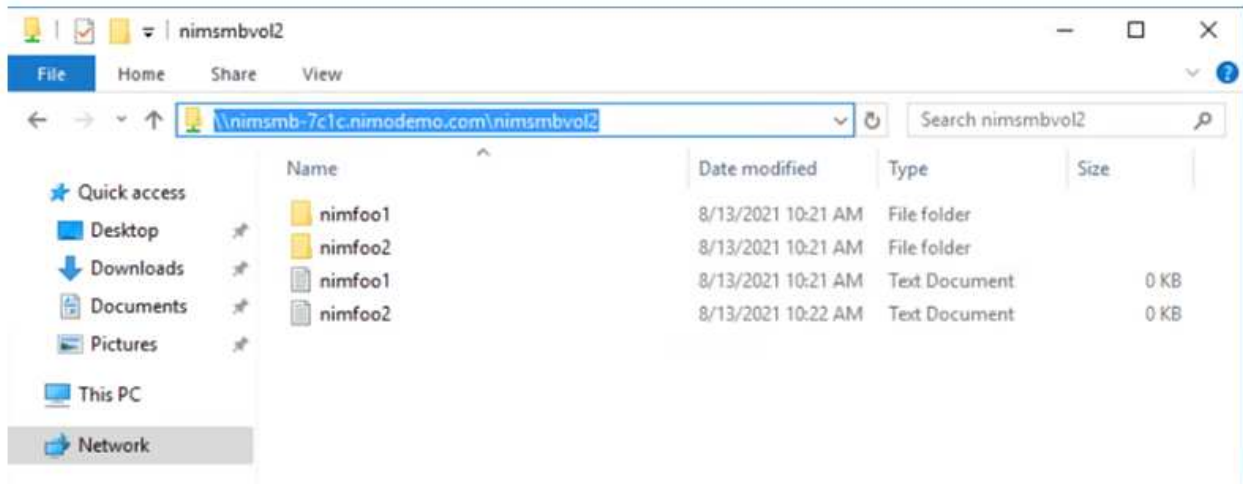 nimsmbvol2
File Home Share View
\\nimsmb-7c1c.nimodemo.com\nimsmbvol2 Search nimsmbvol2
Name Date modified Type Size
Quick access
Desktop
Downloads
Documents
Pictures
This PC
Network
nimfoo1 8/13/2021 10:21 AM File folder
nimfoo2 8/13/2021 10:21 AM File folder
nimfoo1 8/13/2021 10:21 AM Text Document 0 KB
nimfoo2 8/13/2021 10:22 AM Text Document 0 KB